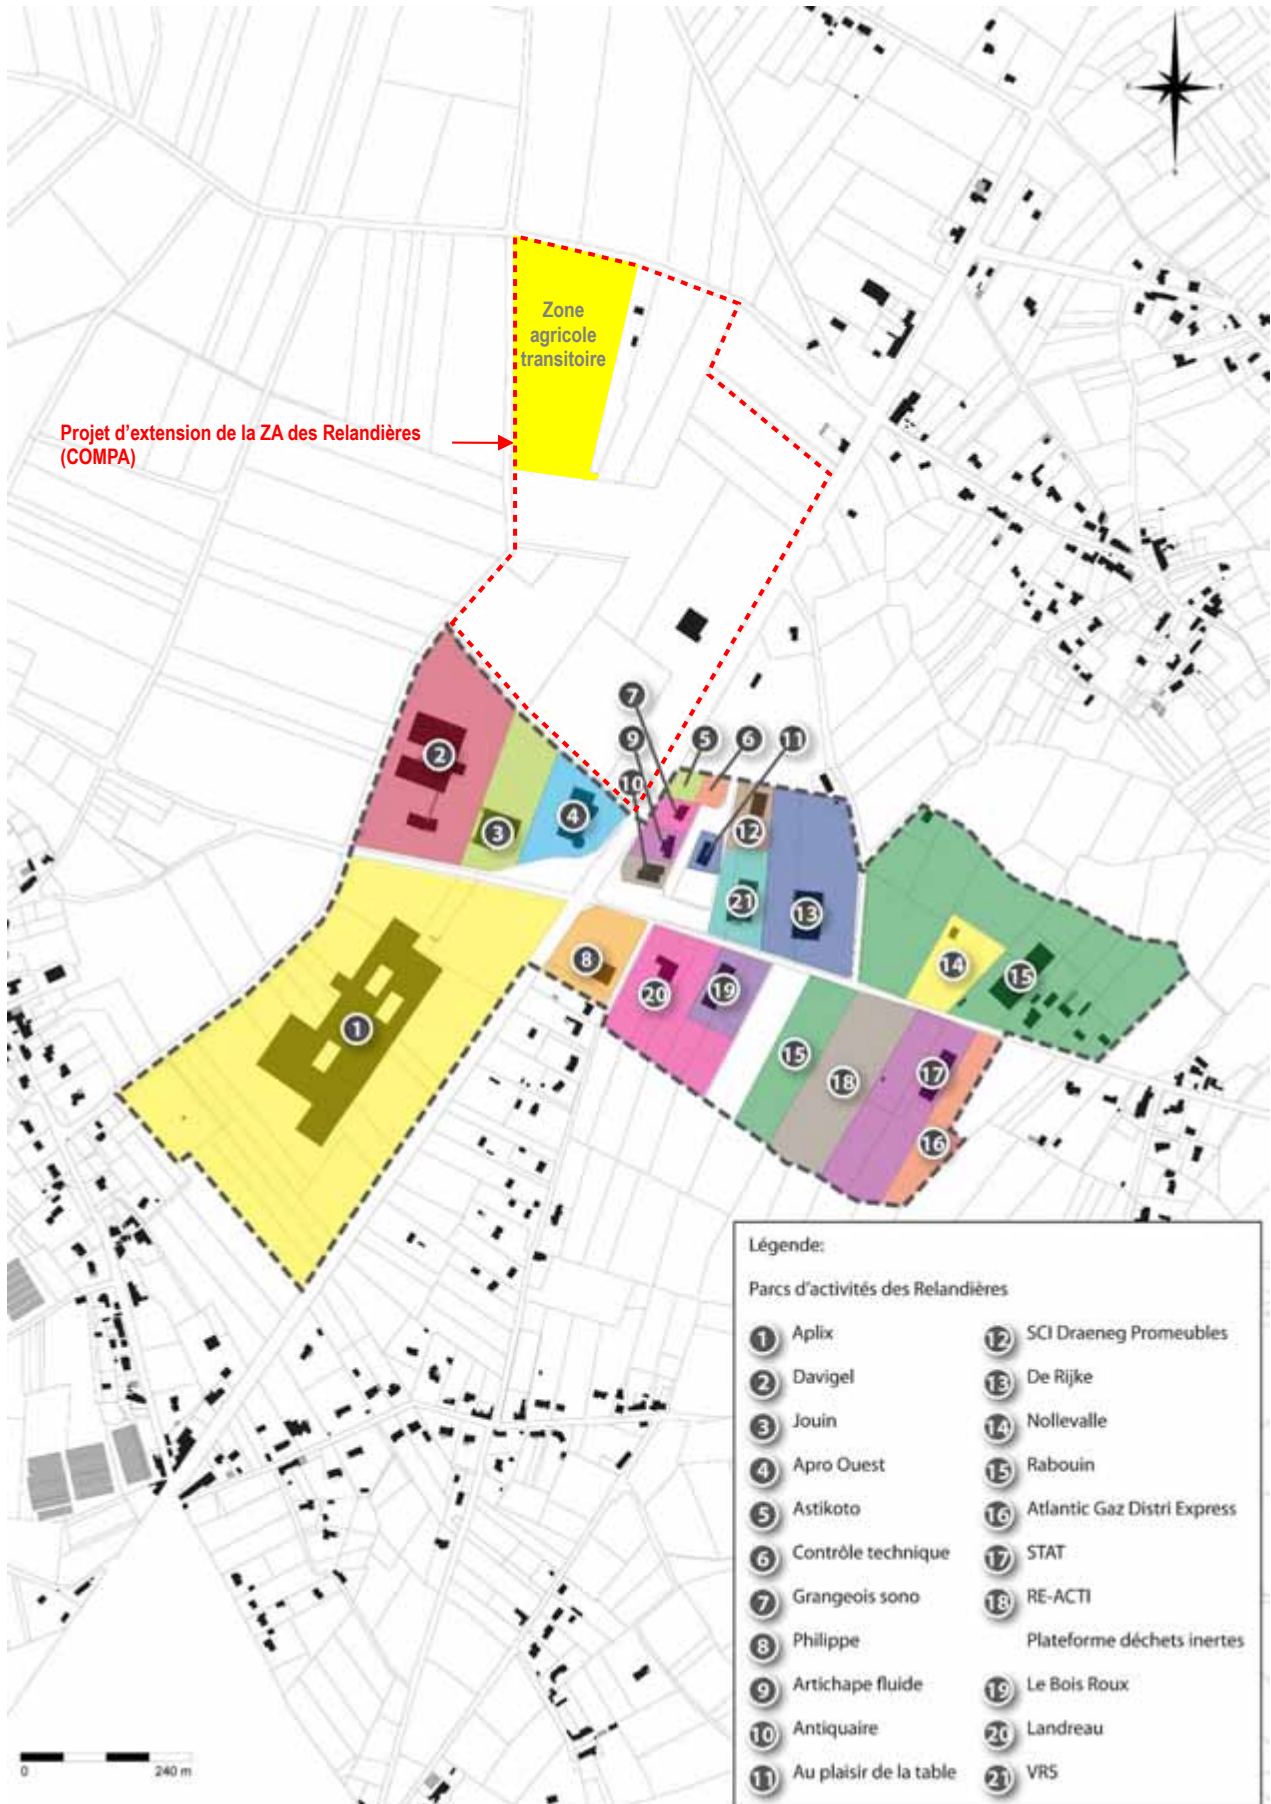 Zone
agricole
transitoire
Projet d'extension de la ZA des Relandières
(COMPA)
7
9
5
6
11
10
2
3
4
12
21
13
8
20
19
14
15
1
15
18
17
16
Légende:
Parcs d'activités des Relandières
1 Aplix
2 Davigel
3 Jouin
4 Apro Ouest
5 Astikoto
6 Contrôle technique
7 Grangeois sono
8 Philippe
9 Artichape fluide
10 Antiquaire
11 Au plaisir de la table
12 SCI Draeneg Promeubles
13 De Rijke
14 Nollevalle
15 Rabouin
16 Atlantic Gaz Distri Express
17 STAT
18 RE-ACTI
Plateforme déchets inertes
19 Le Bois Roux
20 Landreau
21 VRS
0 240 m